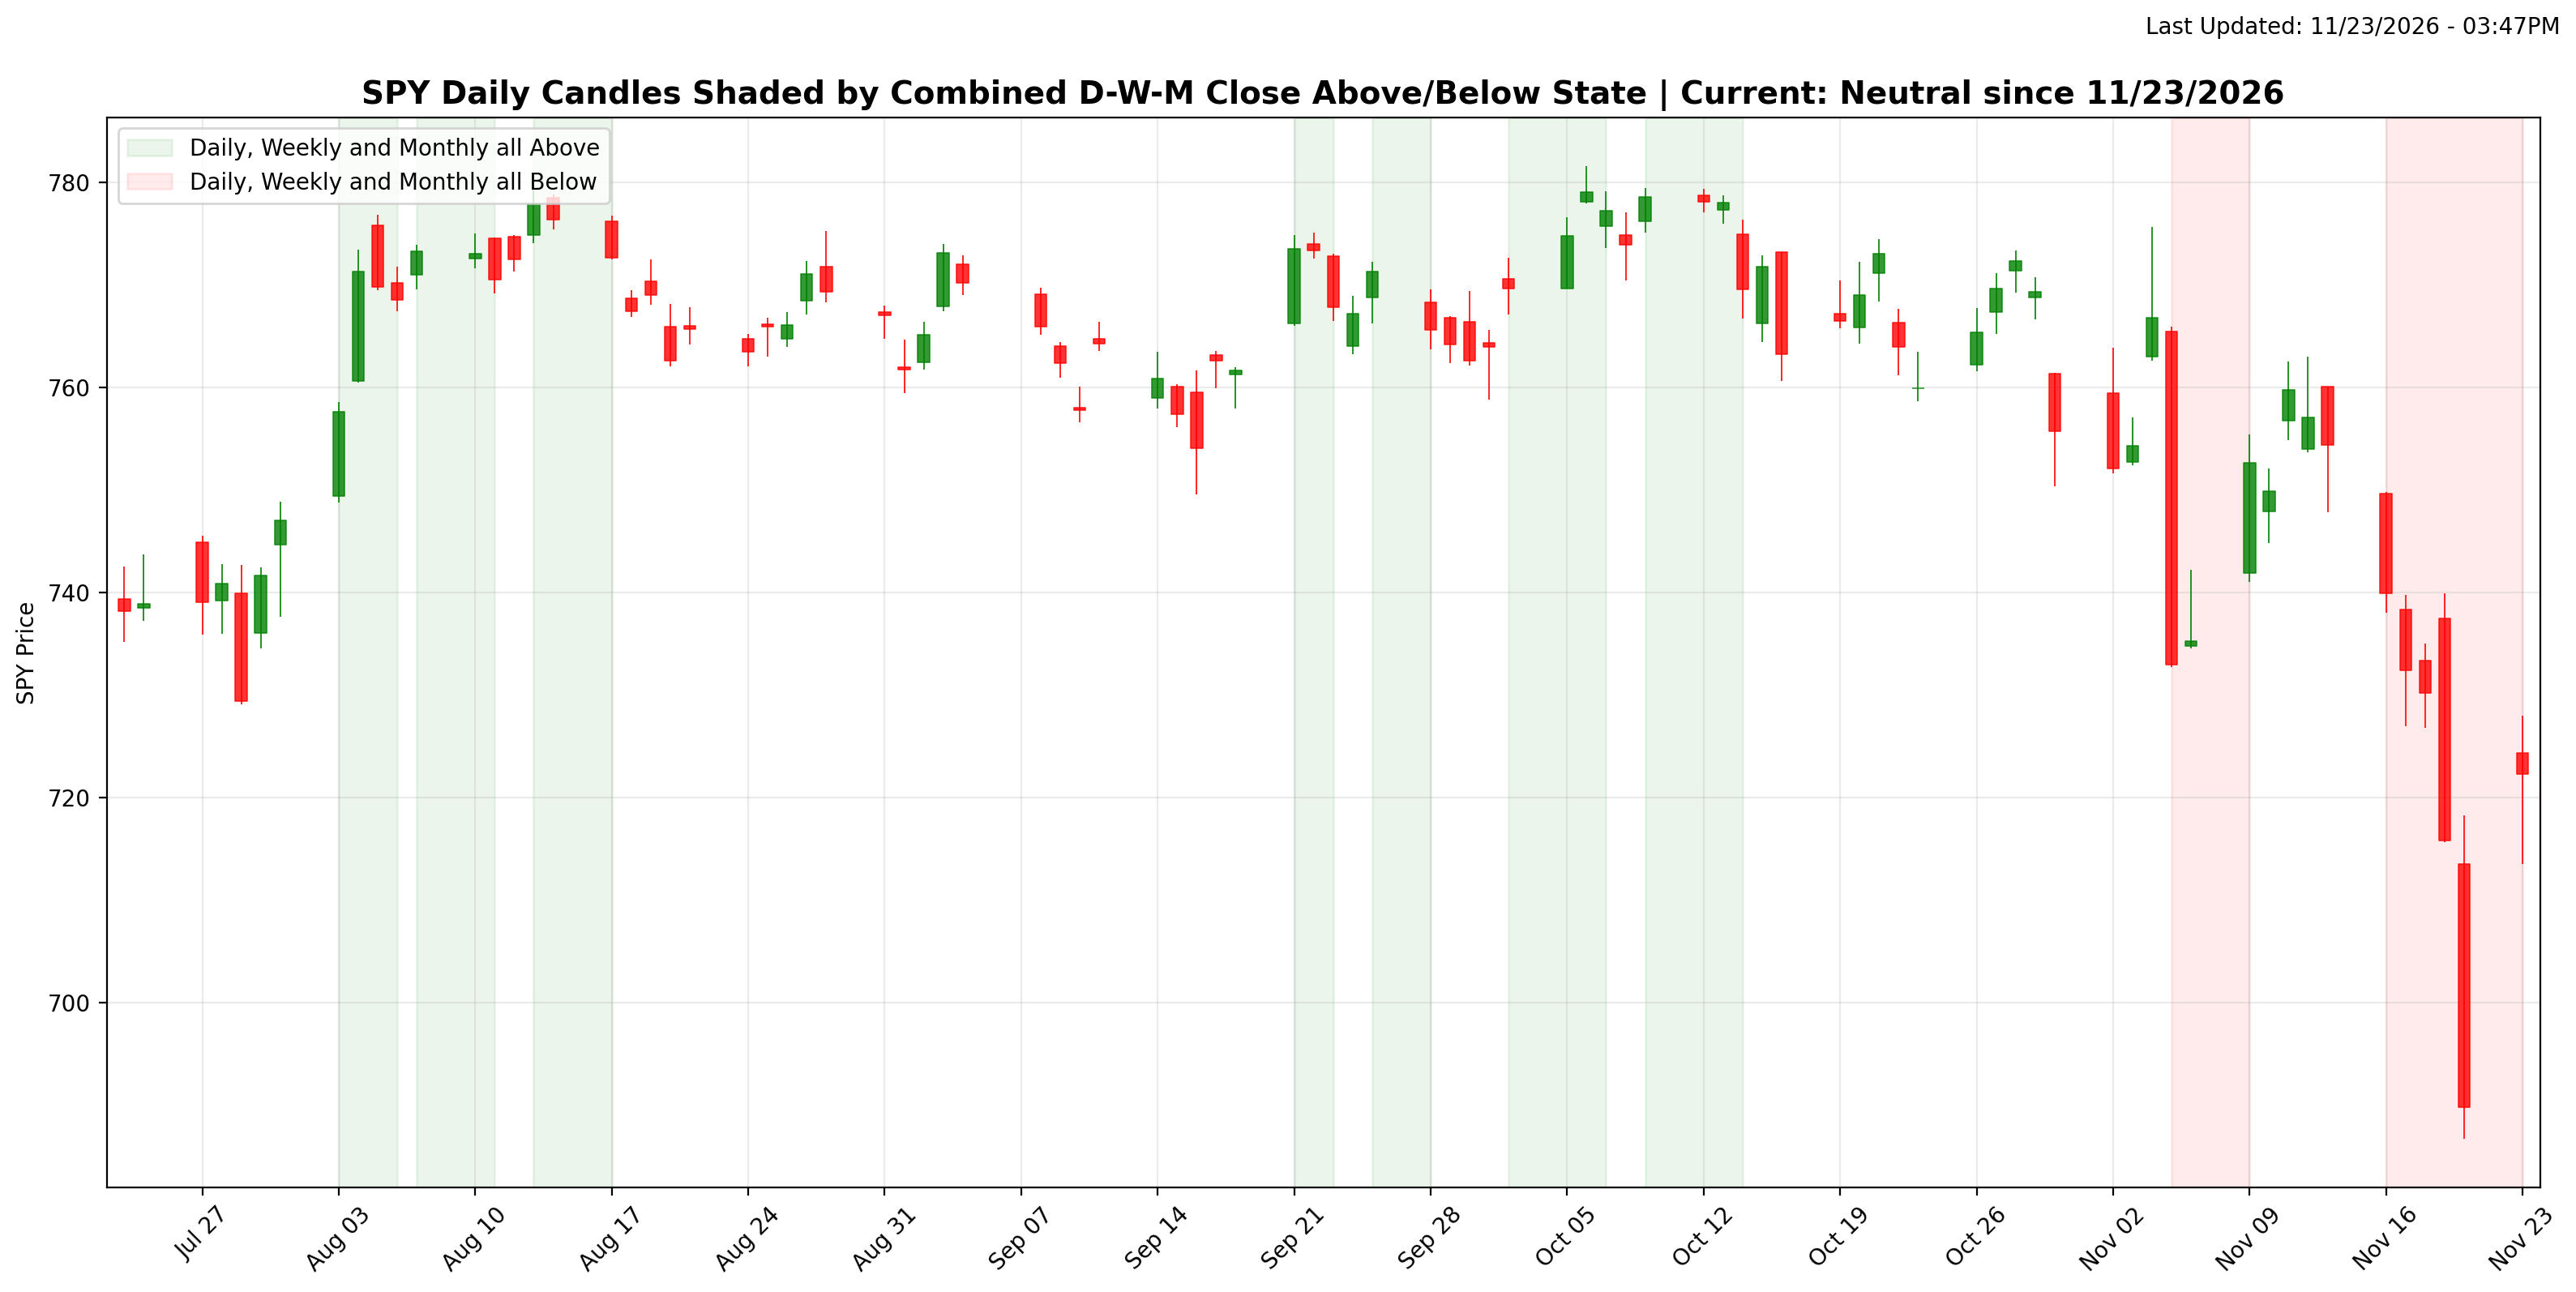 Last Updated: 11/23/2026 - 03:47PM
SPY Daily Candles Shaded by Combined D-W-M Close Above/Below State | Current: Neutral since 11/23/2026
Daily, Weekly and Monthly all Above
Daily, Weekly and Monthly all Below
SPY Price
780
760
740
720
700
Jul 27
Aug 03
Aug 10
Aug 17
Aug 24
Aug 31
Sep 07
Sep 14
Sep 21
Sep 28
Oct 05
Oct 12
Oct 19
Oct 26
Nov 02
Nov 09
Nov 16
Nov 23